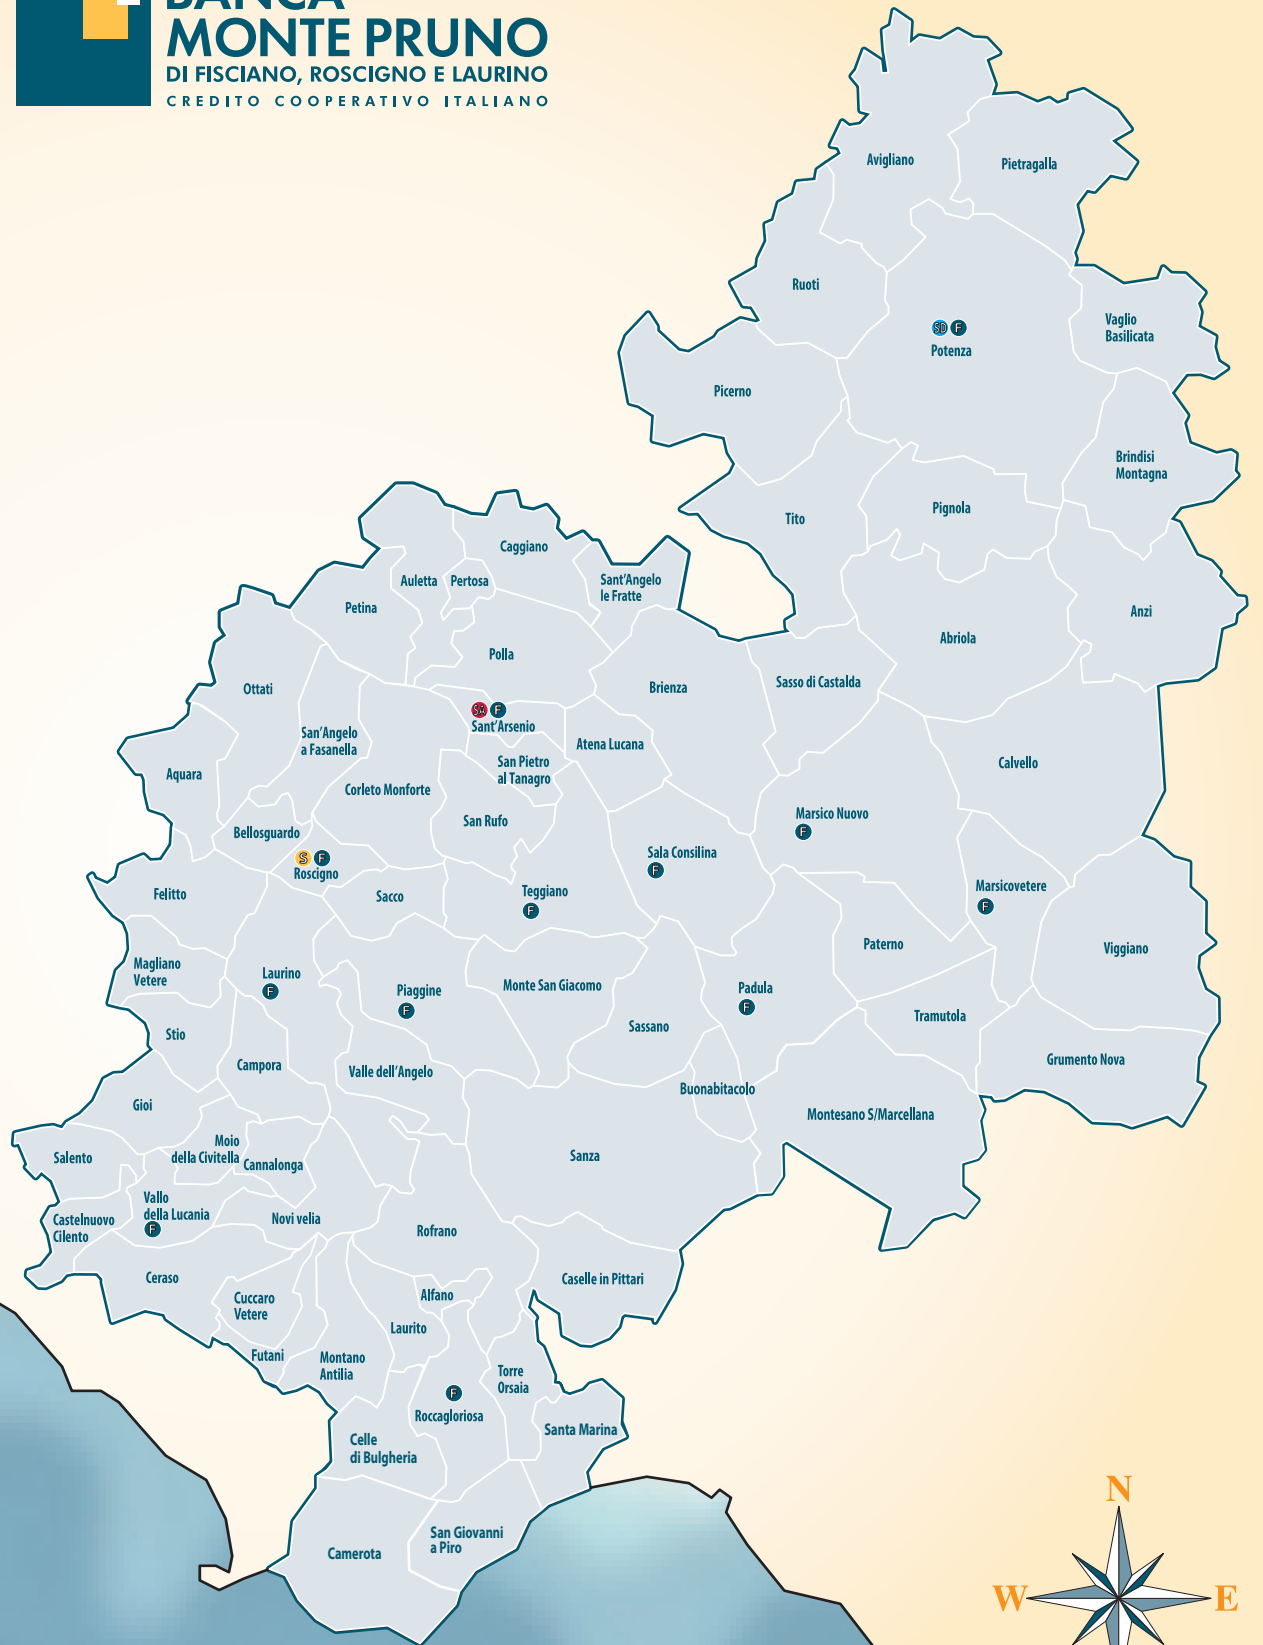 BANCA
MONTE PRUNO
DI FISCIANO, ROSCIGNO E LAURINO
CREDITO COOPERATIVO ITALIANO
Avigliano
Pietragalla
Ruoti
Vaglio
Basilicata
SD F
Potenza
Picerno
Brindisi
Montagna
Pignola
Tito
Caggiano
Auletta
Pertosa
Sant'Angelo
le Fratte
Petina
Anzi
Abriola
Polla
Ottati
Brienza
Sasso di Castalda
SA F
Sant'Arsenio
San'Angelo
a Fasanella
Atena Lucana
San Pietro
al Tanagro
Calvello
Aquara
Corleto Monforte
San Rufo
Marsico Nuovo
F
Bellosguardo
Sala Consilina
F
S F
Roscigno
Felitto
Sacco
Teggiano
F
Marsicovetere
F
Paterno
Viggiano
Magliano
Vetere
Laurino
F
Piaggine
F
Monte San Giacomo
Padula
F
Tramutola
Stio
Sassano
Campora
Valle dell'Angelo
Grumento Nova
Buonabitacolo
Gioi
Montesano S/Marcellana
Moio
della Civitella
Cannalonga
Salento
Sanza
Vallo
della Lucania
F
Castelnuovo
Cilento
Novi velia
Rofrano
Ceraso
Caselle in Pittari
Cuccaro
Vetere
Alfano
Laurito
Futani
Montano
Antilia
Torre
Orsaia
F
Roccagloriosa
Santa Marina
Celle
di Bulgheria
Camerota
San Giovanni
a Piro
N
W
E